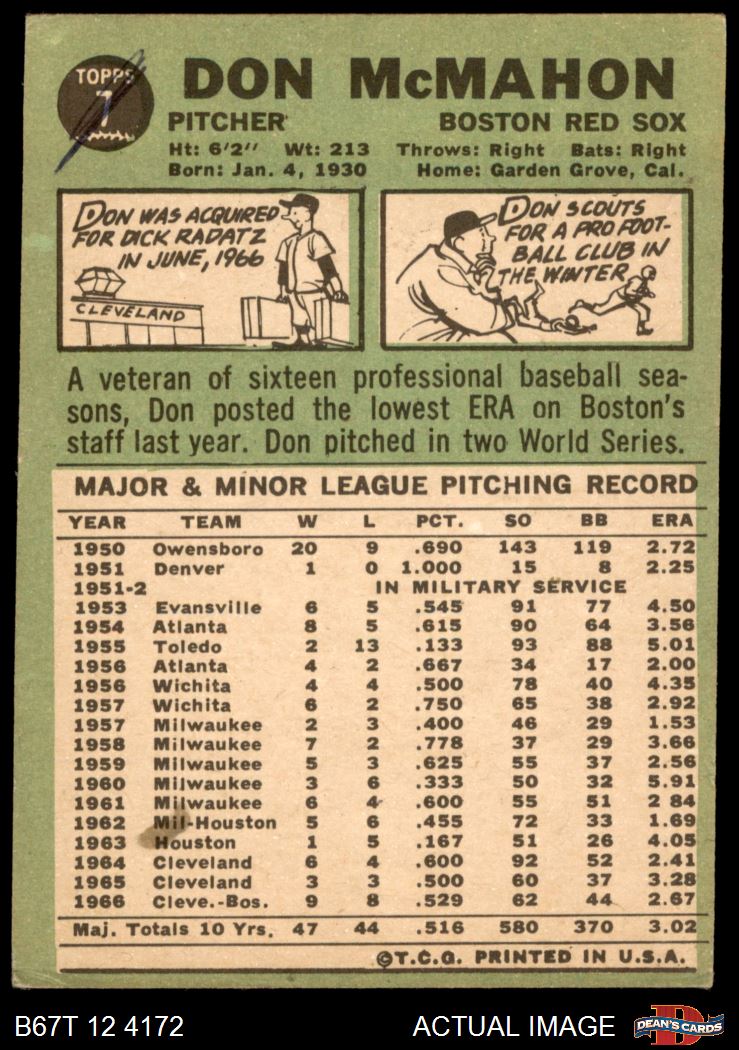 TOPPS
7
DON McMAHON
PITCHER BOSTON RED SOX
Ht: 6'2" Wt: 213 Throws: Right Bats: Right
Born: Jan. 4, 1930 Home: Garden Grove, Cal.
DON WAS ACQUIRED
FOR DICK RADATZ
IN JUNE, 1966
CLEVELAND
DON SCOUTS
FOR A PRO FOOT-
BALL CLUB IN
THE WINTER
A veteran of sixteen professional baseball sea-
sons, Don posted the lowest ERA on Boston's
staff last year. Don pitched in two World Series.
MAJOR & MINOR LEAGUE PITCHING RECORD
YEAR TEAM W L PCT. SO BB ERA
1950 Owensboro 20 9 .690 143 119 2.72
1951 Denver 1 0 1.000 15 8 2.25
1951-2 IN MILITARY SERVICE
1953 Evansville 6 5 .545 91 77 4.50
1954 Atlanta 8 5 .615 90 64 3.56
1955 Toledo 2 13 .133 93 88 5.01
1956 Atlanta 4 2 .667 34 17 2.00
1956 Wichita 4 4 .500 78 40 4.35
1957 Wichita 6 2 .750 65 38 2.92
1957 Milwaukee 2 3 .400 46 29 1.53
1958 Milwaukee 7 2 .778 37 29 3.66
1959 Milwaukee 5 3 .625 55 37 2.56
1960 Milwaukee 3 6 .333 50 32 5.91
1961 Milwaukee 6 4 .600 55 51 2 84
1962 Mil-Houston 5 6 .455 72 33 1.69
1963 Houston 1 5 .167 51 26 4.05
1964 Cleveland 6 4 .600 92 52 2.41
1965 Cleveland 3 3 .500 60 37 3.28
1966 Cleve.-Bos. 9 8 .529 62 44 2.67
Maj. Totals 10 Yrs. 47 44 .516 580 370 3.02
©T.C.G. PRINTED IN U.S.A.
B67T 12 4172 ACTUAL IMAGE
DEAN'S CARDS